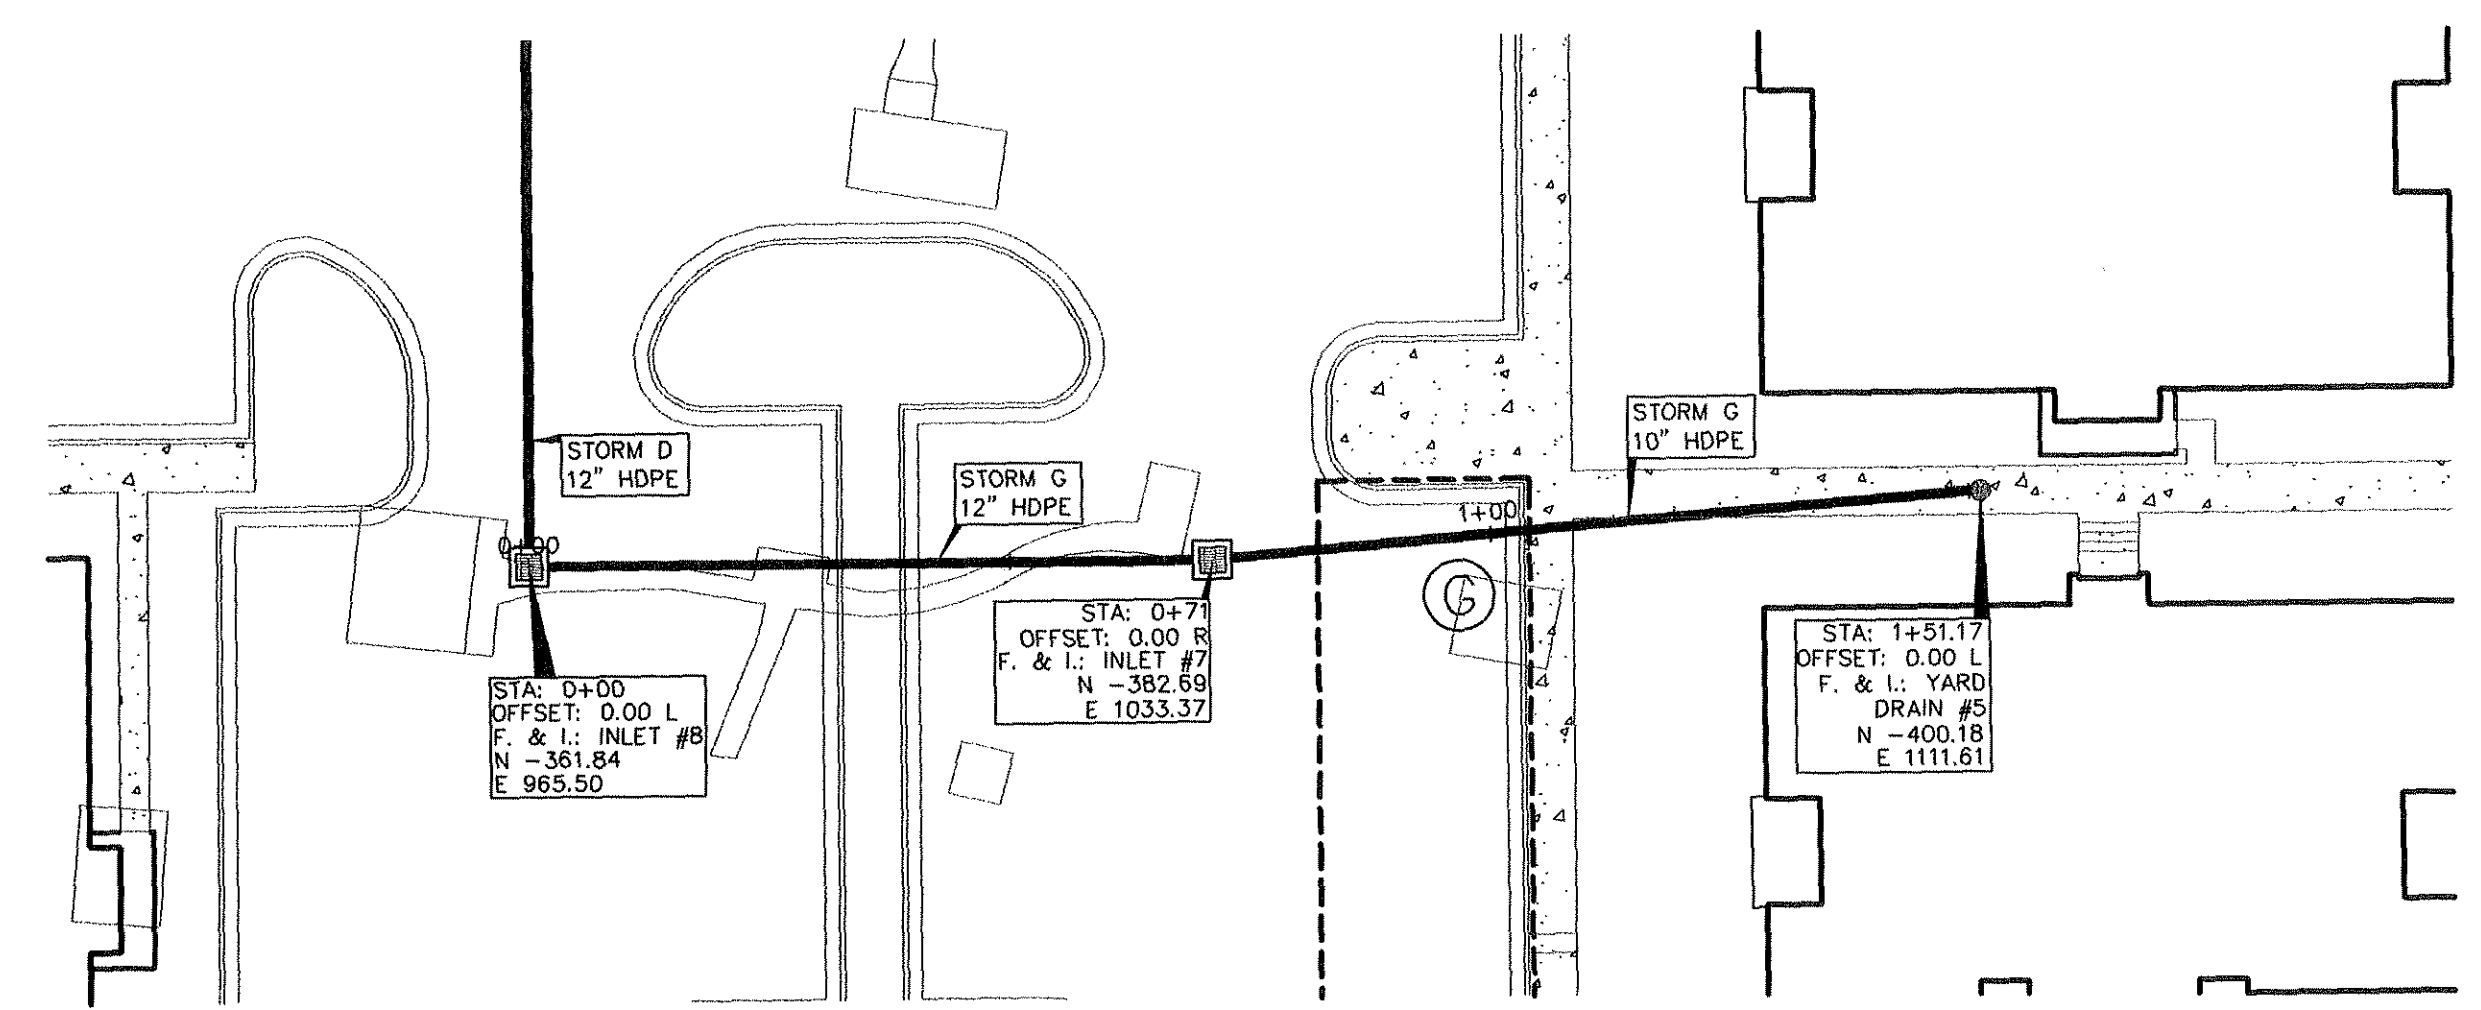 STORM D
12" HDPE
STORM G
12" HDPE
STORM G
10" HDPE
0+00
1+00
G
STA: 0+00
OFFSET: 0.00 L
F. & I.: INLET #8
N -361.84
E 965.50
STA: 0+71
OFFSET: 0.00 R
F. & I.: INLET #7
N -382.69
E 1033.37
STA: 1+51.17
OFFSET: 0.00 L
F. & I.: YARD
DRAIN #5
N -400.18
E 1111.61